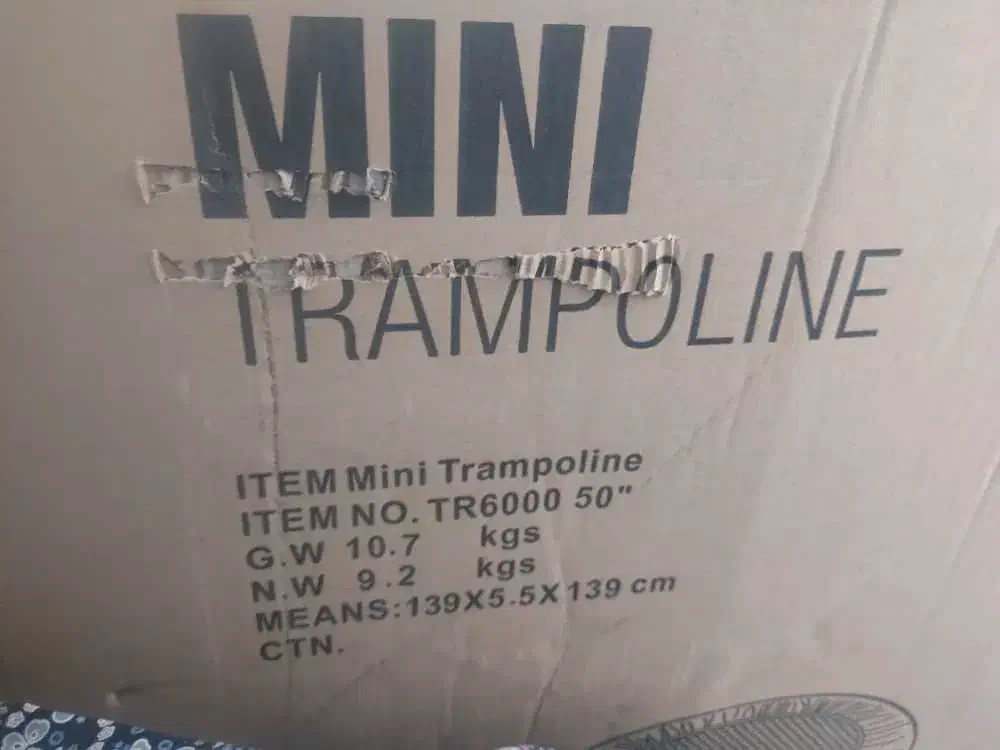 MINI
TRAMPOLINE
ITEM Mini Trampoline
ITEM NO. TR6000 50"
G.W 10.7 kgs
N.W 9.2 kgs
MEANS:139X5.5X139 cm
CTN.